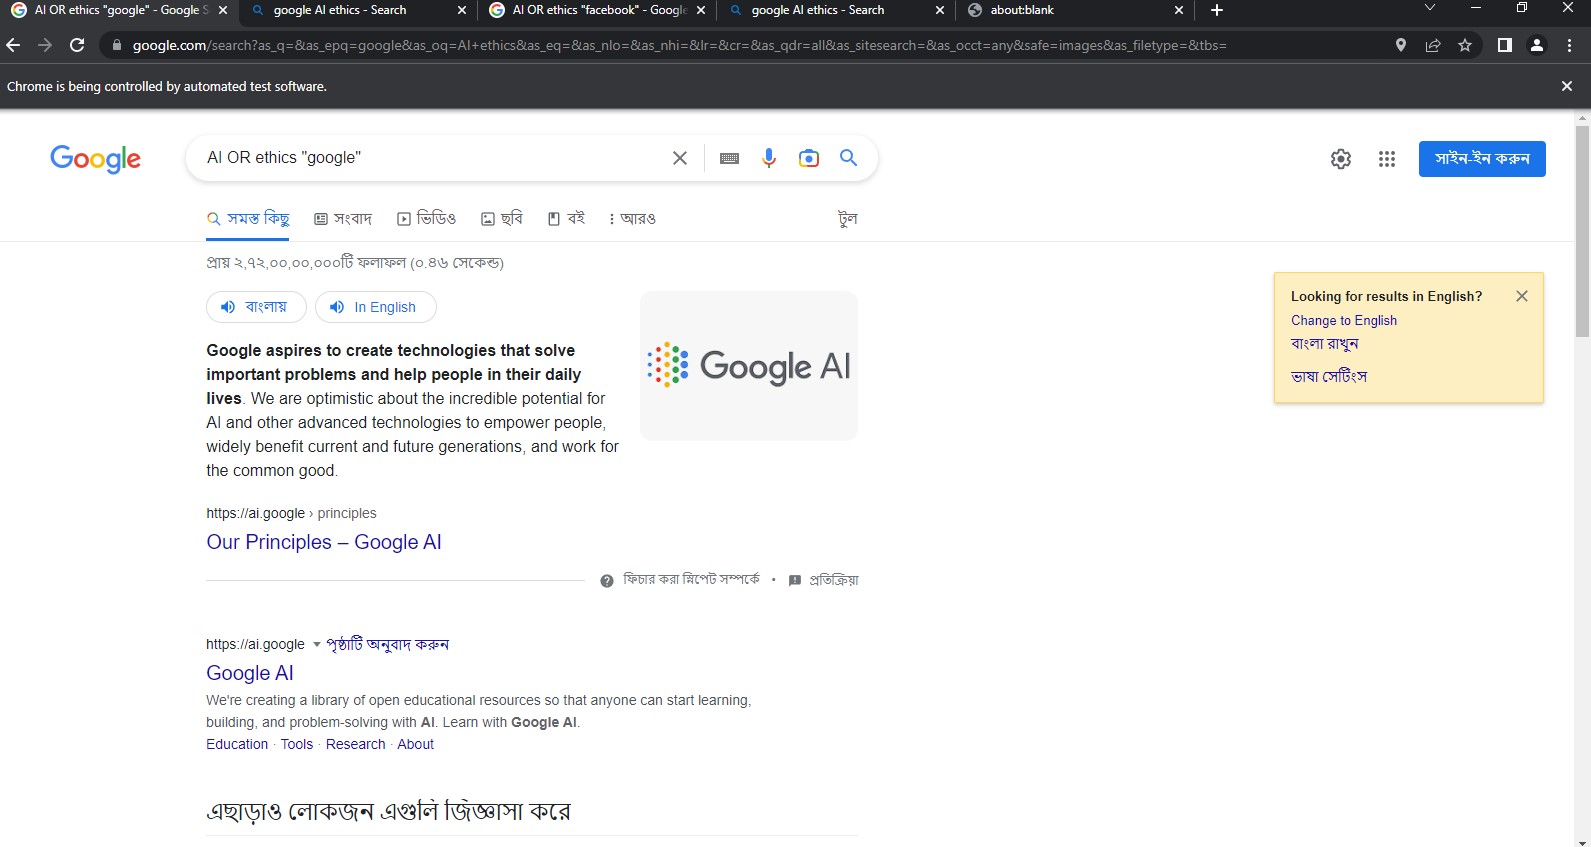 AI OR ethics "google" - Google S
google AI ethics - Search
AI OR ethics "facebook" - Google
google AI ethics - Search
about:blank
google.com/search?as_q=&as_epq=google&as_oq=AI+ethics&as_eq=&as_nlo=&as_nhi=&lr=&cr=&as_qdr=all&as_sitesearch=&as_occt=any&safe=images&as_filetype=&tbs=
Chrome is being controlled by automated test software.
Google
AI OR ethics "google"
সাইন-ইন করুন
সমস্ত কিছু
সংবাদ
ভিডিও
ছবি
বই
আরও
টুল
প্রায় ২,৭২,০০,০০,০০০টি ফলাফল (০.৪৬ সেকেন্ড)
বাংলায়
In English
Google aspires to create technologies that solve
important problems and help people in their daily
lives. We are optimistic about the incredible potential for
AI and other advanced technologies to empower people,
widely benefit current and future generations, and work for
the common good.
Google AI
Looking for results in English?
Change to English
বাংলা রাখুন
ভাষা সেটিংস
https://ai.google › principles
Our Principles – Google AI
ফিচার করা স্নিপেট সম্পর্কে • প্রতিক্রিয়া
https://ai.google পৃষ্ঠাটি অনুবাদ করুন
Google AI
We're creating a library of open educational resources so that anyone can start learning,
building, and problem-solving with AI. Learn with Google AI.
Education · Tools · Research · About
এছাড়াও লোকজন এগুলি জিজ্ঞাসা করে